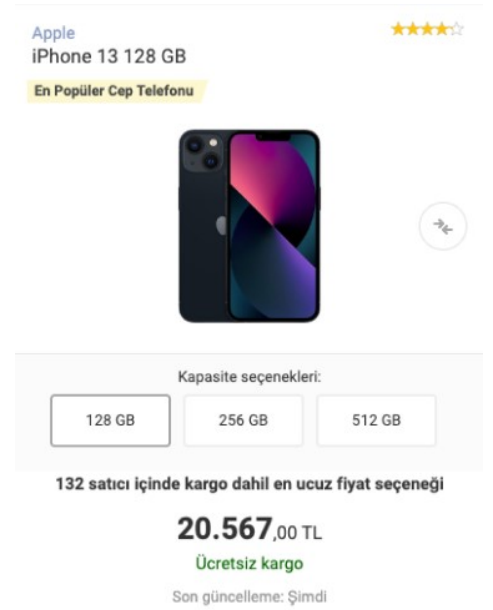 Apple
iPhone 13 128 GB
En Popüler Cep Telefonu
Kapasite seçenekleri:
128 GB
256 GB
512 GB
132 satıcı içinde kargo dahil en ucuz fiyat seçeneği
20.567,00 TL
Ücretsiz kargo
Son güncelleme: Şimdi